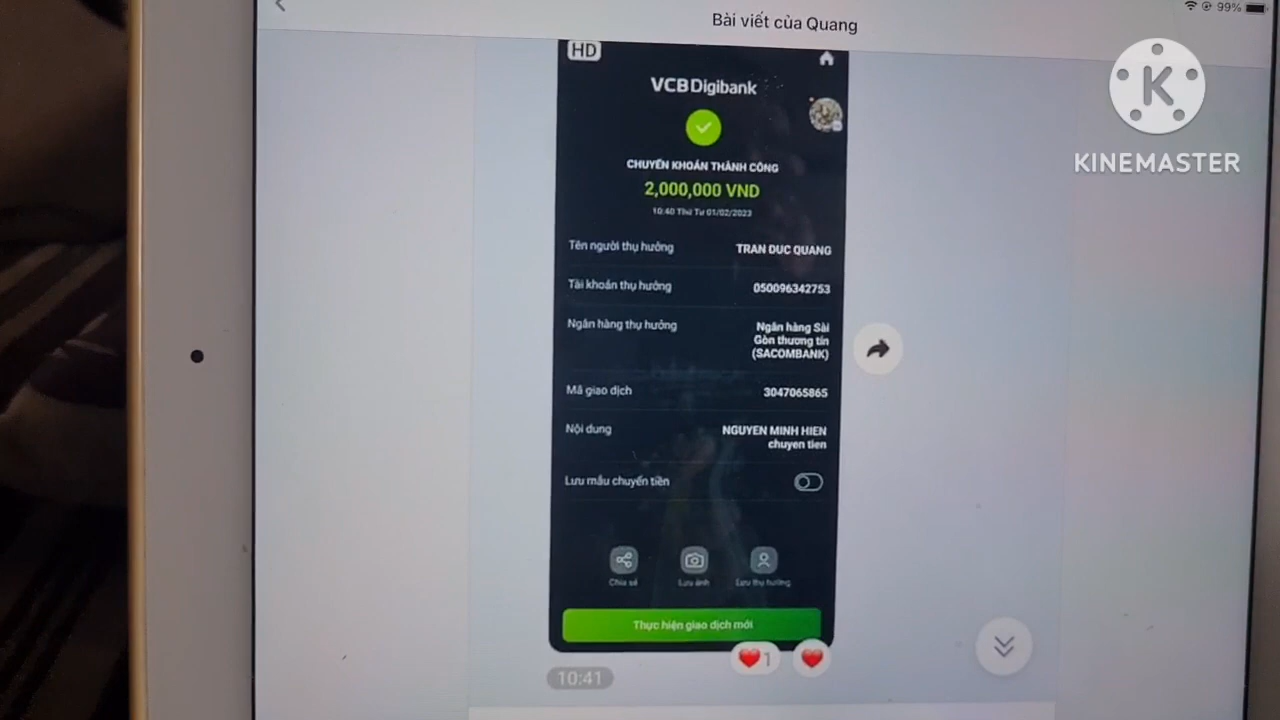 Bài viết của Quang
99%
HD
VCB Digibank
KINEMASTER
CHUYỂN KHOẢN THÀNH CÔNG
2,000,000 VND
10:40 Thứ Tư 01/02/2023
Tên người thụ hưởng TRAN DUC QUANG
Tài khoản thụ hưởng 050096342753
Ngân hàng thụ hưởng Ngân hàng Sài
Gòn thương tín
(SACOMBANK)
Mã giao dịch 3047065865
Nội dung NGUYEN MINH HIEN
chuyen tien
Lưu mẫu chuyển tiền
Chia sẻ Lưu ảnh Lưu thụ hưởng
Thực hiện giao dịch mới
1
10:41